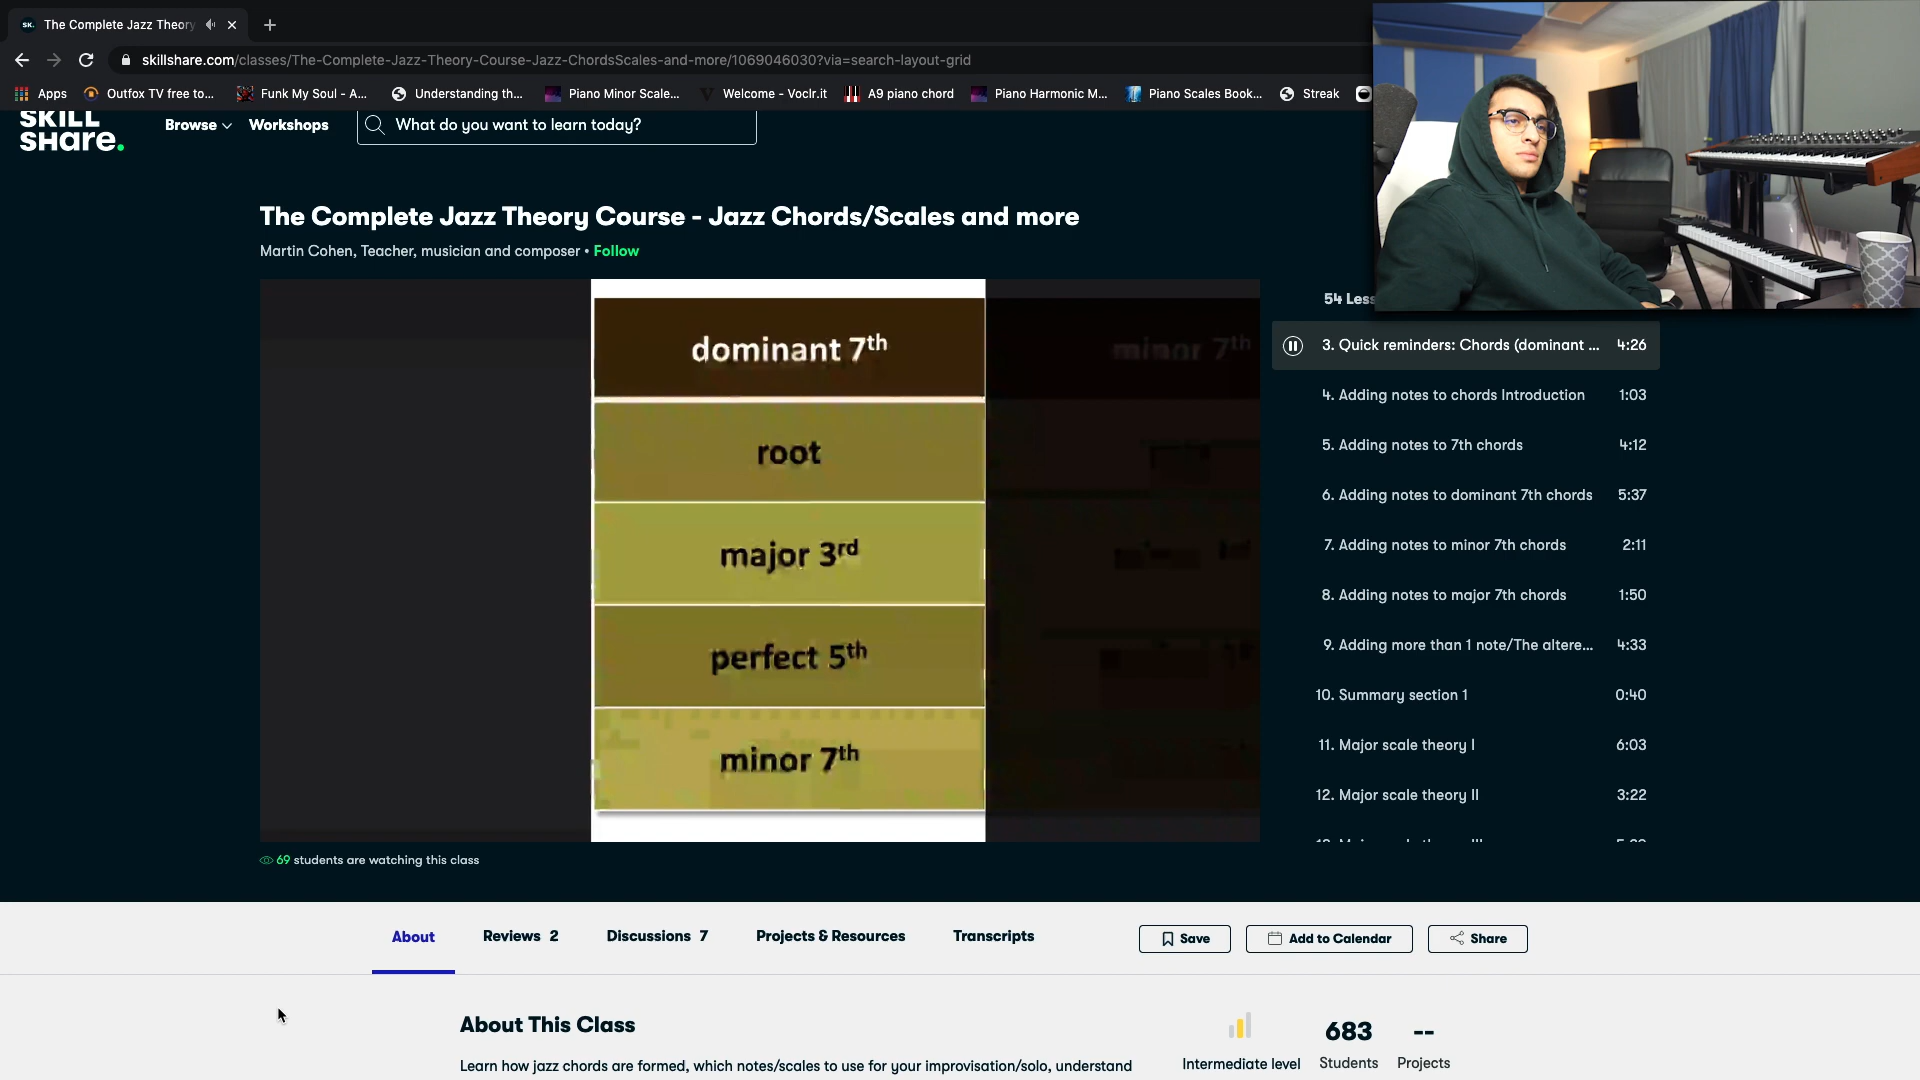 The Complete Jazz Theory
skillshare.com/classes/The-Complete-Jazz-Theory-Course-Jazz-ChordsScales-and-more/1069046030?via=search-layout-grid
Apps Outfox TV free to... Funk My Soul - A... Understanding th... Piano Minor Scale... Welcome - Voclr.it A9 piano chord Piano Harmonic M... Piano Scales Book... Streak
SKILL
share.
Browse Workshops What do you want to learn today?
The Complete Jazz Theory Course - Jazz Chords/Scales and more
Martin Cohen, Teacher, musician and composer • Follow
dominant 7th
minor 7th
root
major 3rd
perfect 5th
minor 7th
54 Less
3. Quick reminders: Chords (dominant ... 4:26
4. Adding notes to chords Introduction 1:03
5. Adding notes to 7th chords 4:12
6. Adding notes to dominant 7th chords 5:37
7. Adding notes to minor 7th chords 2:11
8. Adding notes to major 7th chords 1:50
9. Adding more than 1 note/The altere... 4:33
10. Summary section 1 0:40
11. Major scale theory I 6:03
12. Major scale theory II 3:22
69 students are watching this class
About Reviews 2 Discussions 7 Projects & Resources Transcripts Save Add to Calendar Share
About This Class
Learn how jazz chords are formed, which notes/scales to use for your improvisation/solo, understand
Intermediate level
683
Students
--
Projects